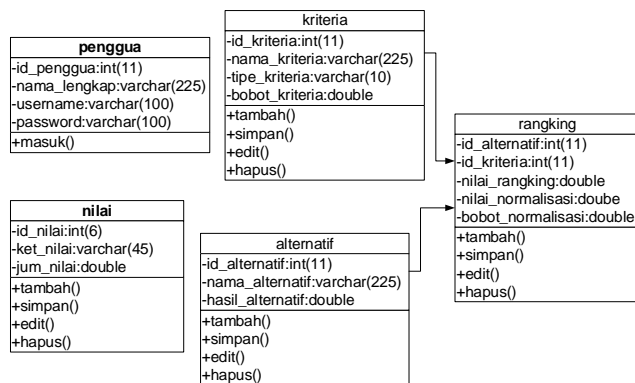 penggua
-id_penggua:int(11)
-nama_lengkap:varchar(225)
-username:varchar(100)
-password:varchar(100)
+masuk()
kriteria
-id_kriteria:int(11)
-nama_kriteria:varchar(225)
-tipe_kriteria:varchar(10)
-bobot_kriteria:double
+tambah()
+simpan()
+edit()
+hapus()
rangking
-id_alternatif:int(11)
-id_kriteria:int(11)
-nilai_rangking:double
-nilai_normalisasi:doube
-bobot_normalisasi:double
+tambah()
+simpan()
+edit()
+hapus()
nilai
-id_nilai:int(6)
-ket_nilai:varchar(45)
-jum_nilai:double
+tambah()
+simpan()
+edit()
+hapus()
alternatif
-id_alternatif:int(11)
-nama_alternatif:varchar(225)
-hasil_alternatif:double
+tambah()
+simpan()
+edit()
+hapus()